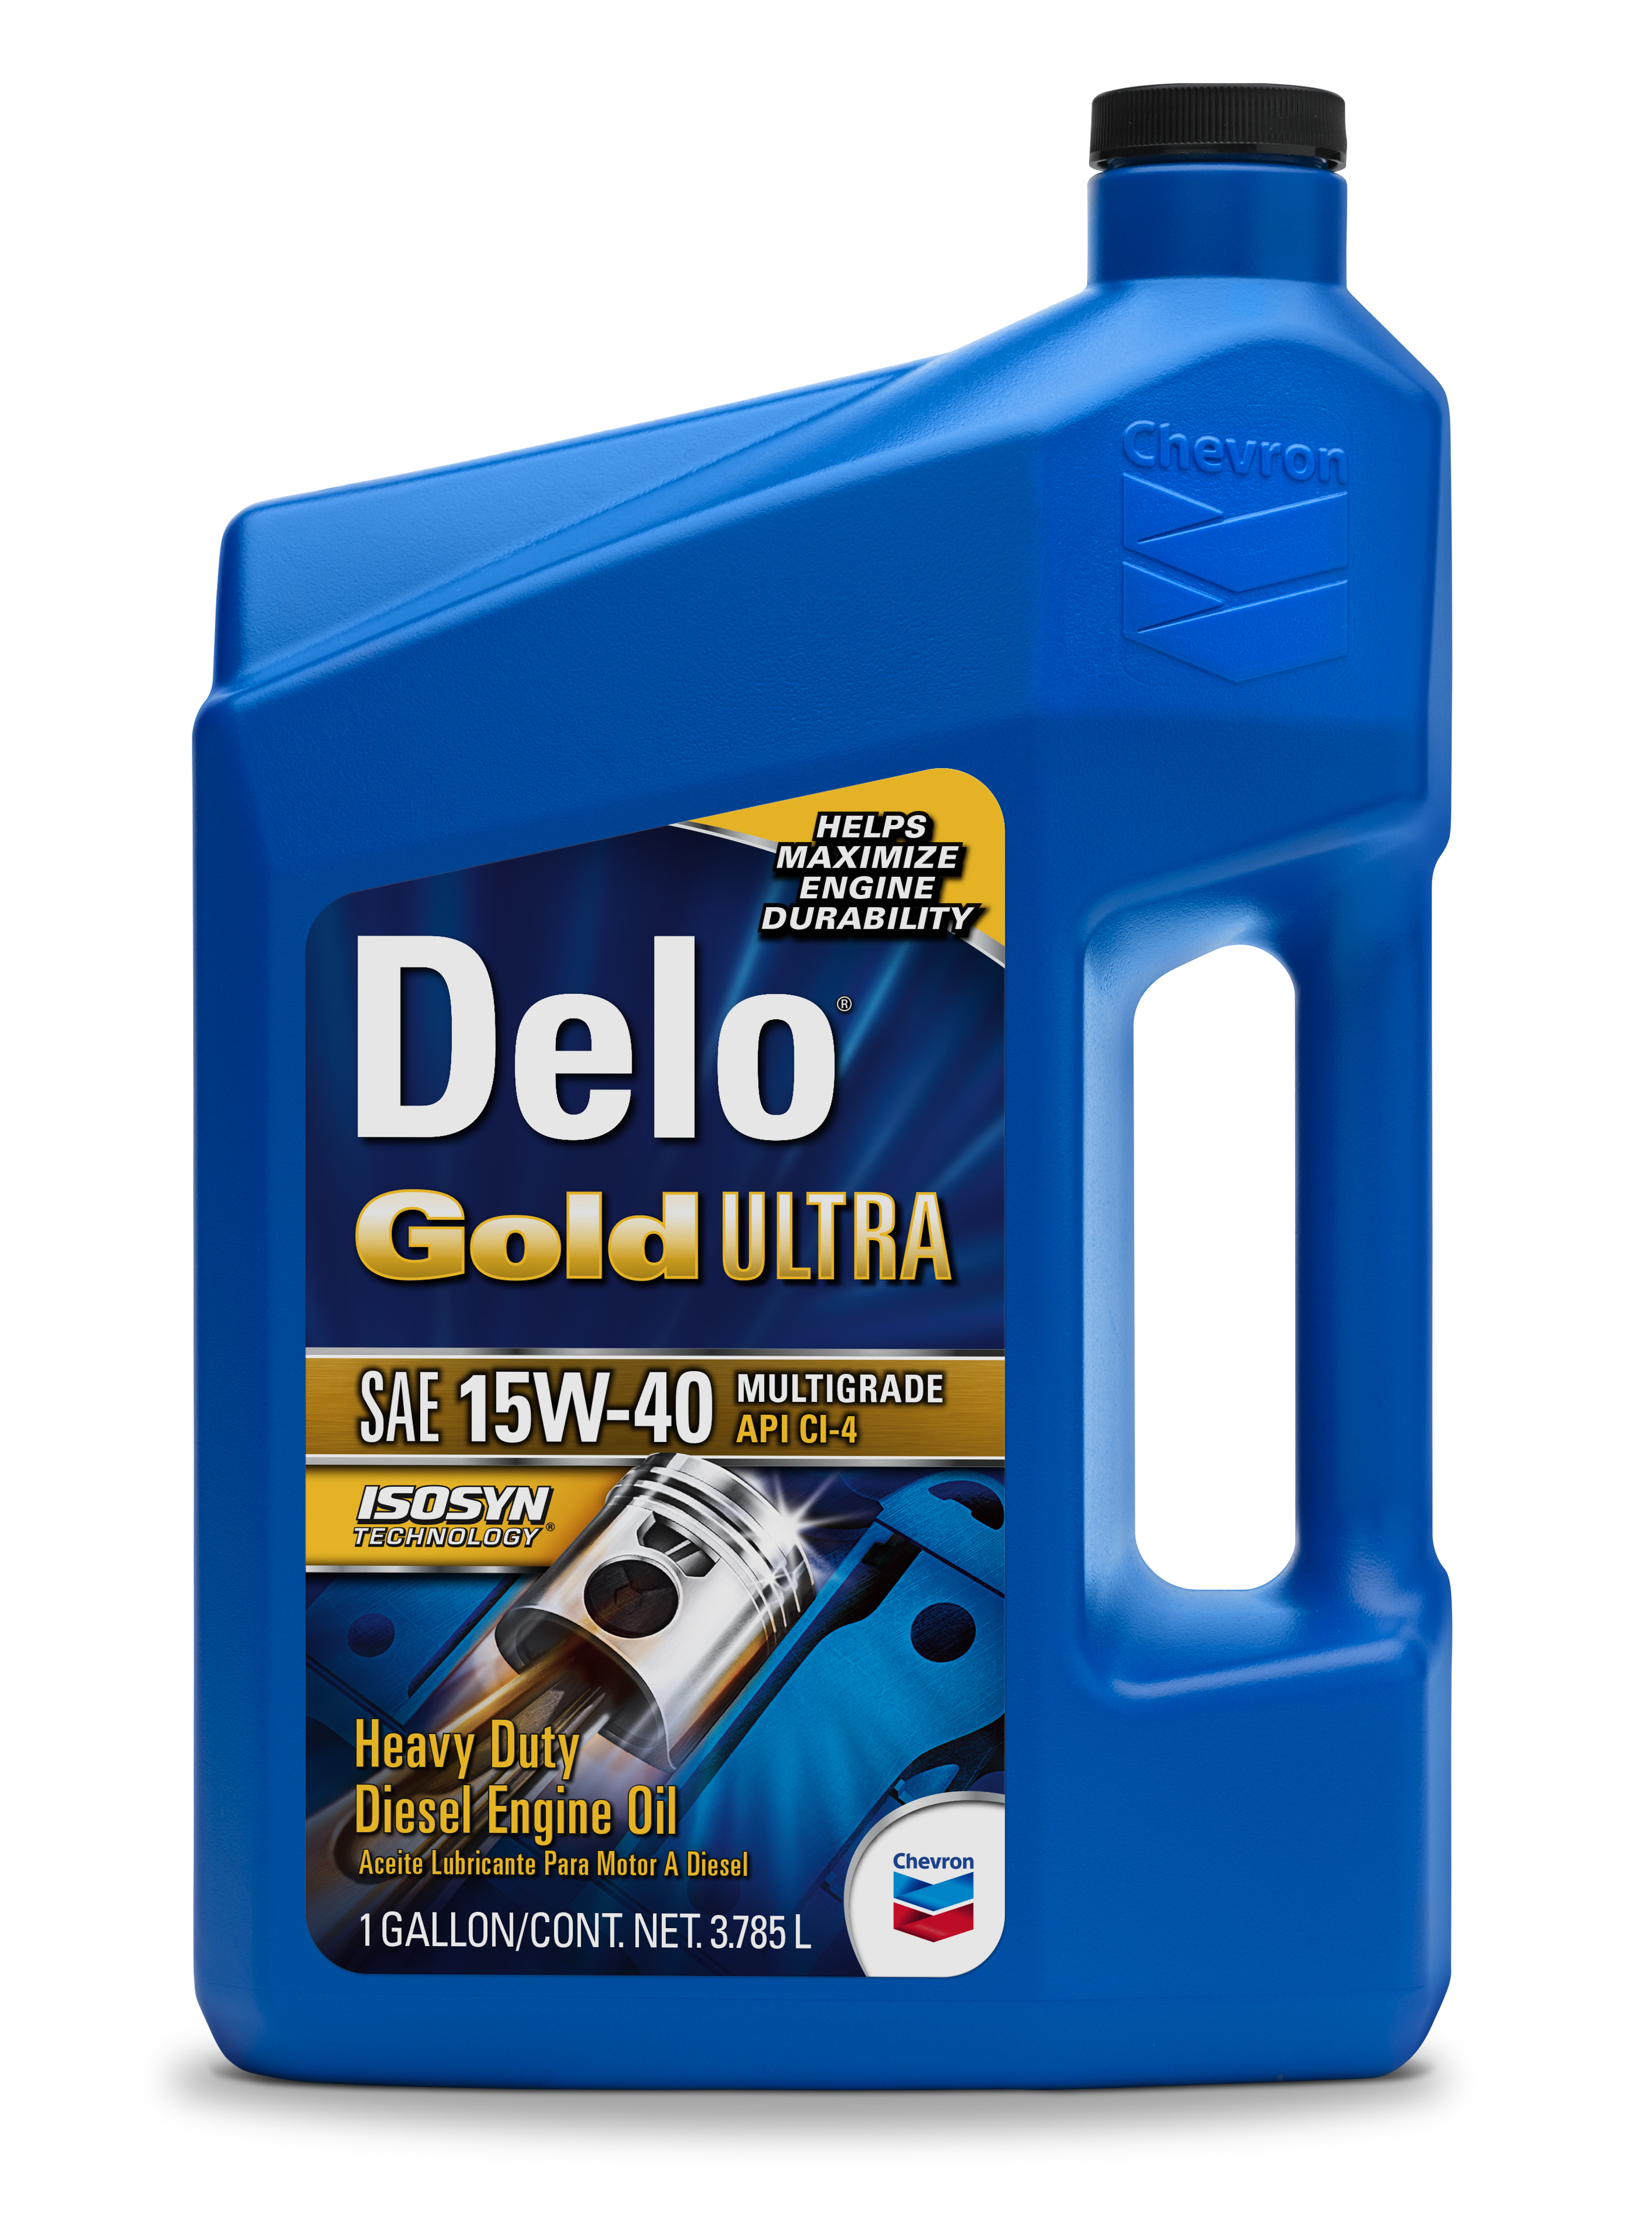 Chevron
HELPS
MAXIMIZE
ENGINE
DURABILITY
Delo®
Gold ULTRA
SAE 15W-40 MULTIGRADE
API CI-4
ISOSYN
TECHNOLOGY®
Heavy Duty
Diesel Engine Oil
Aceite Lubricante Para Motor A Diesel
1 GALLON/CONT. NET. 3.785 L
Chevron